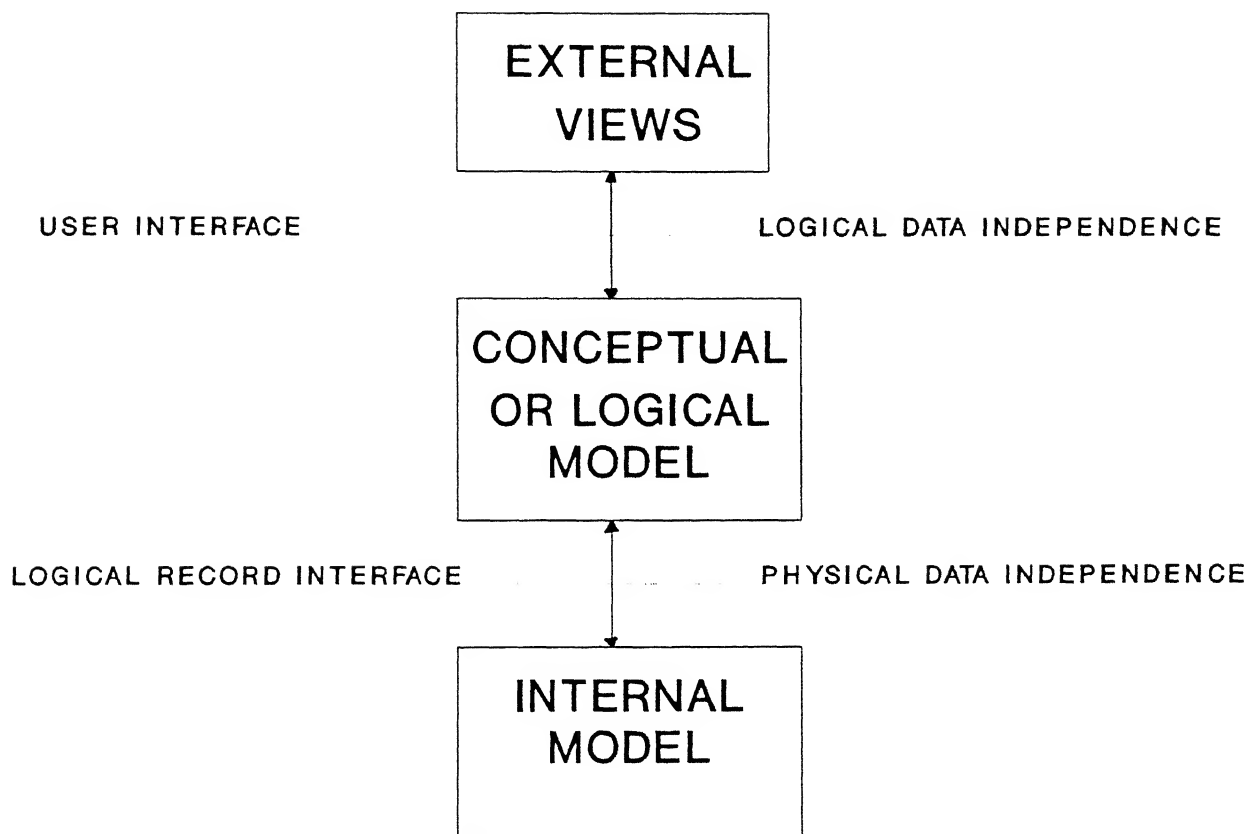 EXTERNAL
VIEWS
USER INTERFACE
LOGICAL DATA INDEPENDENCE
CONCEPTUAL
OR LOGICAL
MODEL
LOGICAL RECORD INTERFACE
PHYSICAL DATA INDEPENDENCE
INTERNAL
MODEL